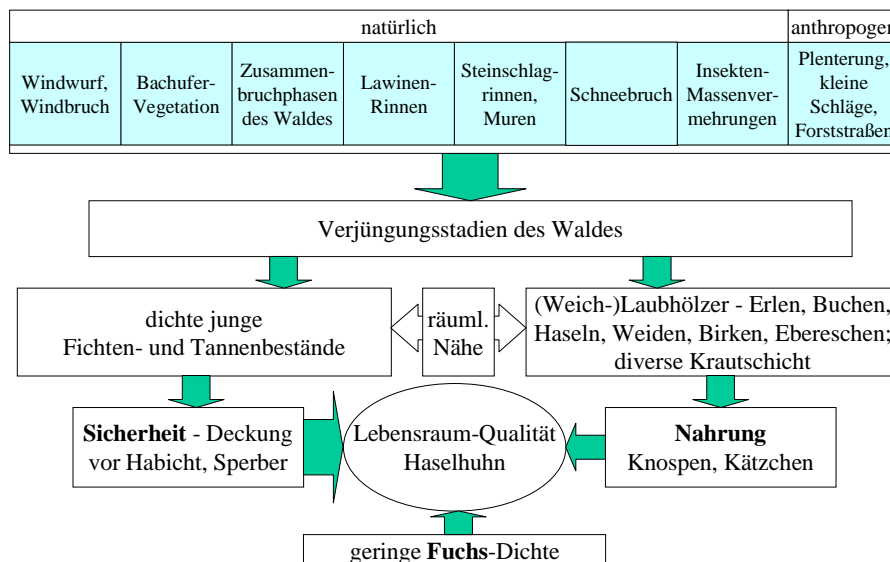 natürlich
anthropogen
Windwurf,
Windbruch
Bachufer-
Vegetation
Zusammen-
bruchphasen
des Waldes
Lawinen-
Rinnen
Steinschlag-
rinnen,
Muren
Schneebruch
Insekten-
Massenver-
mehrungen
Plenterung,
kleine
Schläge,
Forststraßen
Verjüngungsstadien des Waldes
dichte junge
Fichten- und Tannenbestände
räuml.
Nähe
(Weich-)Laubhölzer - Erlen, Buchen,
Haseln, Weiden, Birken, Ebereschen;
diverse Krautschicht
Sicherheit - Deckung
vor Habicht, Sperber
Lebensraum-Qualität
Haselhuhn
Nahrung
Knospen, Kätzchen
geringe Fuchs-Dichte